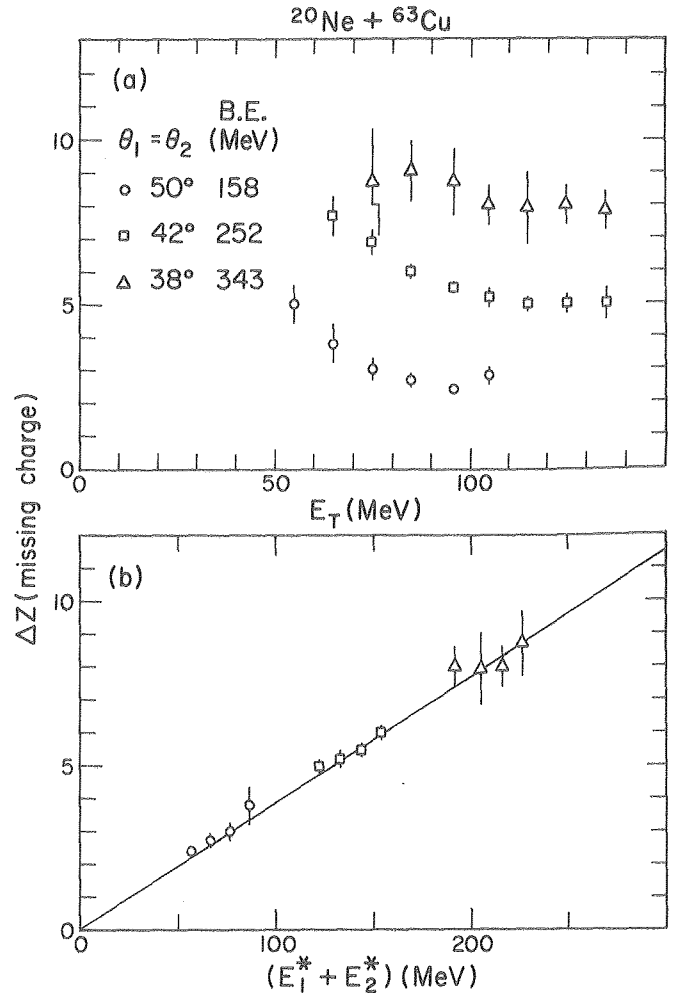 ²⁰Ne + ⁶³Cu
(a)
B.E.
θ₁ = θ₂ (MeV)
○ 50° 158
□ 42° 252
△ 38° 343
10
5
0
0 50 100
E_T (MeV)
ΔZ (missing charge)
(b)
10
5
0
0 100 200
(E₁* + E₂*) (MeV)